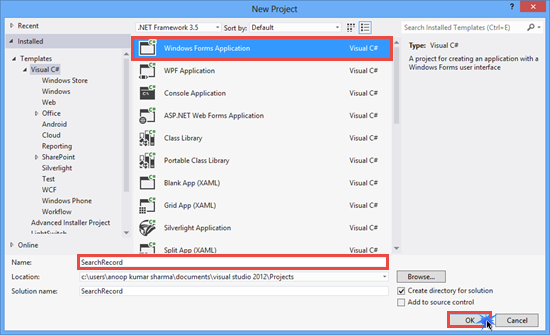 New Project
? ×
Recent
.NET Framework 3.5
Sort by: Default
Search Installed Templates (Ctrl+E)
Installed
Templates
Visual C#
Windows Store
Windows
Web
Office
Android
Cloud
Reporting
SharePoint
Silverlight
Test
WCF
Windows Phone
Workflow
Advanced Installer Project
LightSwitch
Online
Windows Forms Application Visual C#
WPF Application Visual C#
Console Application Visual C#
ASP.NET Web Forms Application Visual C#
Class Library Visual C#
Portable Class Library Visual C#
Blank App (XAML) Visual C#
Grid App (XAML) Visual C#
Silverlight Application Visual C#
Split App (XAML) Visual C#
Type: Visual C#
A project for creating an application with a
Windows Forms user interface
Name: SearchRecord
Location: c:\users\anoop kumar sharma\documents\visual studio 2012\Projects
Browse...
Solution name: SearchRecord
Create directory for solution
Add to source control
OK
Cancel